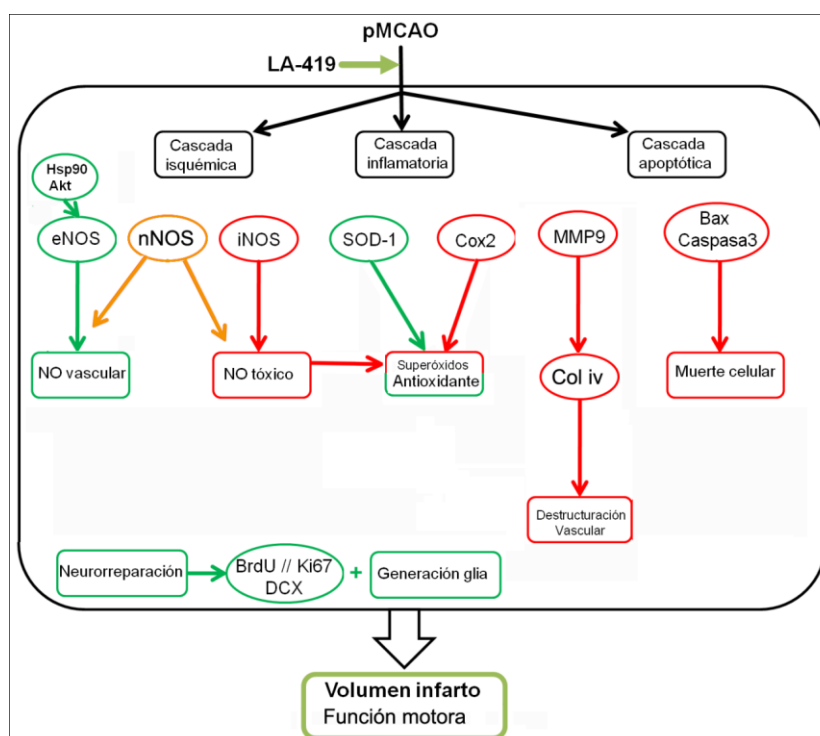 pMCAO
LA-419
Cascada
isquémica
Cascada
inflamatoria
Cascada
apoptótica
Hsp90
Akt
eNOS
nNOS
iNOS
SOD-1
Cox2
MMP9
Bax
Caspasa3
NO vascular
NO tóxico
Superóxidos
Antioxidante
Col iv
Muerte celular
Destructuración
Vascular
Neurorreparación
BrdU // Ki67
DCX
+
Generación glia
Volumen infarto
Función motora